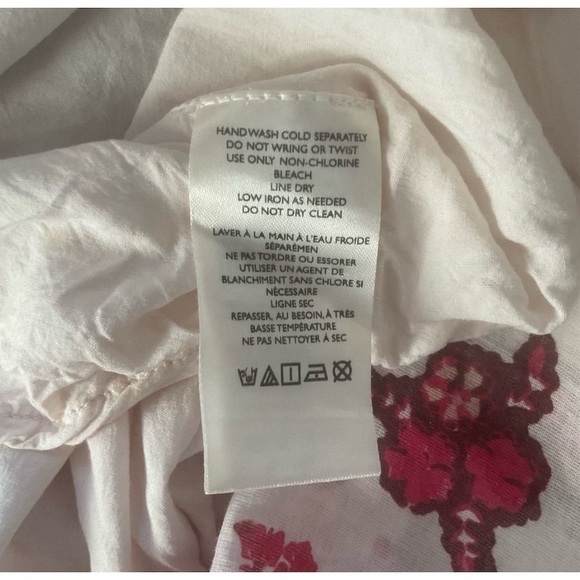 HANDWASH COLD SEPARATELY
DO NOT WRING OR TWIST
USE ONLY NON-CHLORINE
BLEACH
LINE DRY
LOW IRON AS NEEDED
DO NOT DRY CLEAN
LAVER À LA MAIN À L'EAU FROIDE
SÉPARÉMEN
NE PAS TORDRE OU ESSORER
UTILISER UN AGENT DE
BLANCHIMENT SANS CHLORE SI
NÉCESSAIRE
LIGNE SEC
REPASSER, AU BESOIN, À TRÉS
BASSE TEMPÉRATURE
NE PAS NETTOYER À SEC